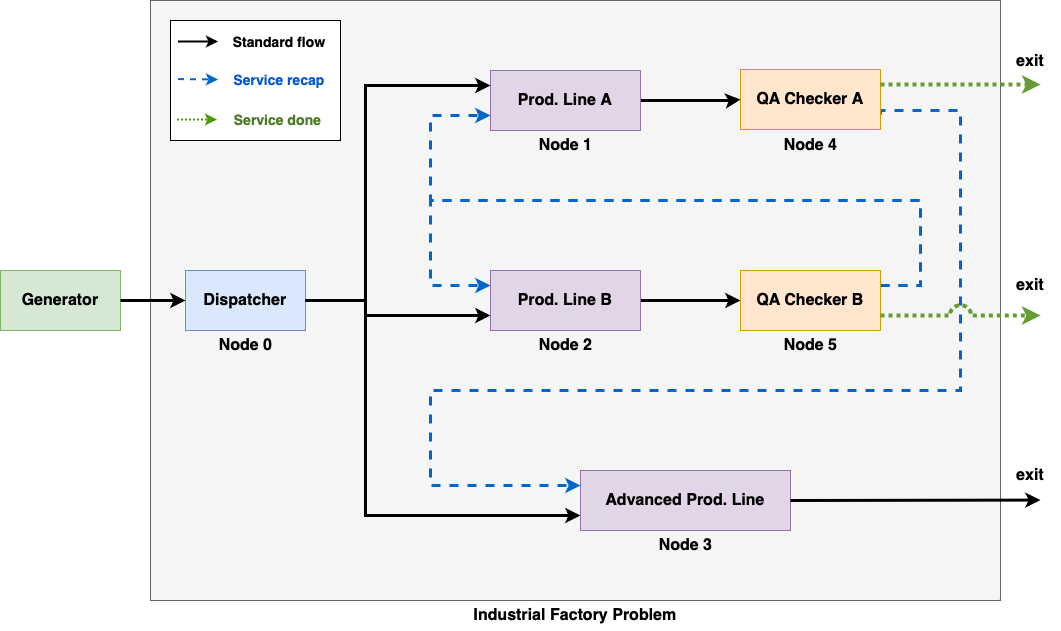 Standard flow
Service recap
Service done
exit
Prod. Line A
QA Checker A
Node 1
Node 4
exit
Generator
Dispatcher
Prod. Line B
QA Checker B
Node 0
Node 2
Node 5
exit
Advanced Prod. Line
Node 3
Industrial Factory Problem